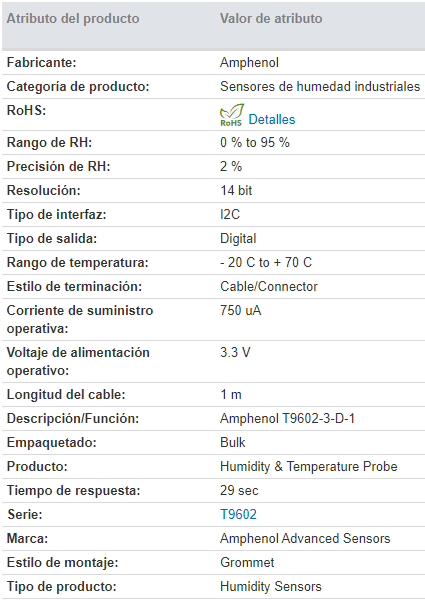 Atributo del producto Valor de atributo
Fabricante: Amphenol
Categoría de producto: Sensores de humedad industriales
RoHS: RoHS Detalles
Rango de RH: 0 % to 95 %
Precisión de RH: 2 %
Resolución: 14 bit
Tipo de interfaz: I2C
Tipo de salida: Digital
Rango de temperatura: - 20 C to + 70 C
Estilo de terminación: Cable/Connector
Corriente de suministro 750 uA
operativa:
Voltaje de alimentación 3.3 V
operativo:
Longitud del cable: 1 m
Descripción/Función: Amphenol T9602-3-D-1
Empaquetado: Bulk
Producto: Humidity & Temperature Probe
Tiempo de respuesta: 29 sec
Serie: T9602
Marca: Amphenol Advanced Sensors
Estilo de montaje: Grommet
Tipo de producto: Humidity Sensors